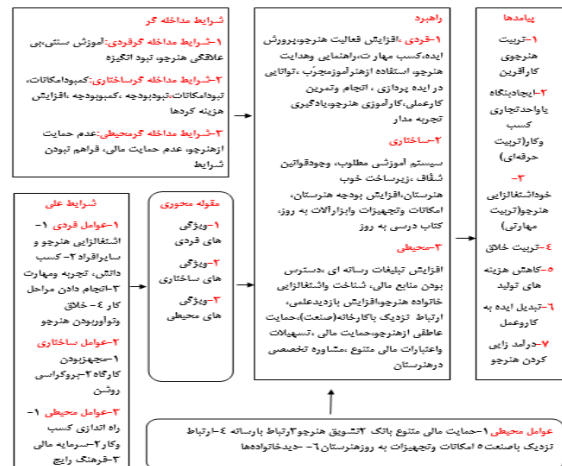 شرایط مداخله گر
۱-شرایط مداخله گرفردی:آموزش سنتی،بی
علاقگی هنرجو، نبود انگیزه
۲-شرایط مداخله گرساختاری:کمبودامکانات،
نبودامکانات،نبودبودجه ،کمبوبودجه ،افزایش
هزینه کردها
۳-شرایط مداخله گرمحیطی:عدم حمایت
ازهنرجو، عدم حمایت مالی، فراهم نبودن
شرایط
راهبرد
۱-فردی ،افزایش فعالیت هنرجو،پرورش
ایده،کسب مهارت،راهنمایی وهدایت
هنرجو، استفاده ازهنرآموزمجرّب ، توانایی
در ایده پردازی ، انجام وتمرین
کارعملی،کارآموزی هنرجو،یادگیری
تجربه مدار
۲-ساختاری
سیستم آموزشی مطلوب، وجودقوانین
شفّاف ،زیرساخت خوب
هنرستان،افزایش بودجه هنرستان،
امکانات وتجهیزات وابزارآلات به روز،
کتاب درسی به روز
۳-محیطی
افزایش تبلیغات رسانه ای ،دسترس
بودن منابع مالی، شناخت واشتغالزایی
خانواده هنرجو،افزایش بازدیدعلمی،
ارتباط نزدیک باکارخانه(صنعت)،حمایت
عاطفی ازهنرجو،حمایت مالی ،تسهیلات
واعتبارات مالی متنوع ،مشاوره تخصصی
درهنرستان
پیامدها
۱-تربیت
هنرجوی
کارآفرین
۲-ایجادبنگاه
یاواحدتجاری
کسب
وکار(تربیت
حرفه‌ای)
۳-
خوداشتغالزایی
هنرجو(تربیت
مهارتی)
۴-تربیت خلاق
۵-کاهش هزینه
های تولید
۶-تبدیل ایده به
کاروعمل
۷-درآمد زایی
کردن هنرجو
شرایط علی
۱-عوامل فردی ۱-
اشتغالزایی هنرجو و
سایرافراد ۲- کسب
دانش، تجربه ومهارت
۳-انجام دادن مراحل
کار ۴- خلاق
ونوآوربودن هنرجو
۲-عوامل ساختاری
۱-مجهزبودن
کارگاه ۲-بروکراسی
روشن
۳-عوامل محیطی ۱-
راه اندازی کسب
وکار ۲-سرمایه مالی
۳-فرهنگ رایج
مقوله محوری
۱-ویژگی
های فردی
۲-ویژگی
های ساختاری
۳-ویژگی
های محیطی
عوامل محیطی ۱-حمایت مالی متنوع بانک ۲تشویق هنرجو۳ارتباط بارسانه ۴-ارتباط
نزدیک باصنعت ۵ امکانات وتجهیزات به روزهنرستان ۶- -دیدخانواده‌ها